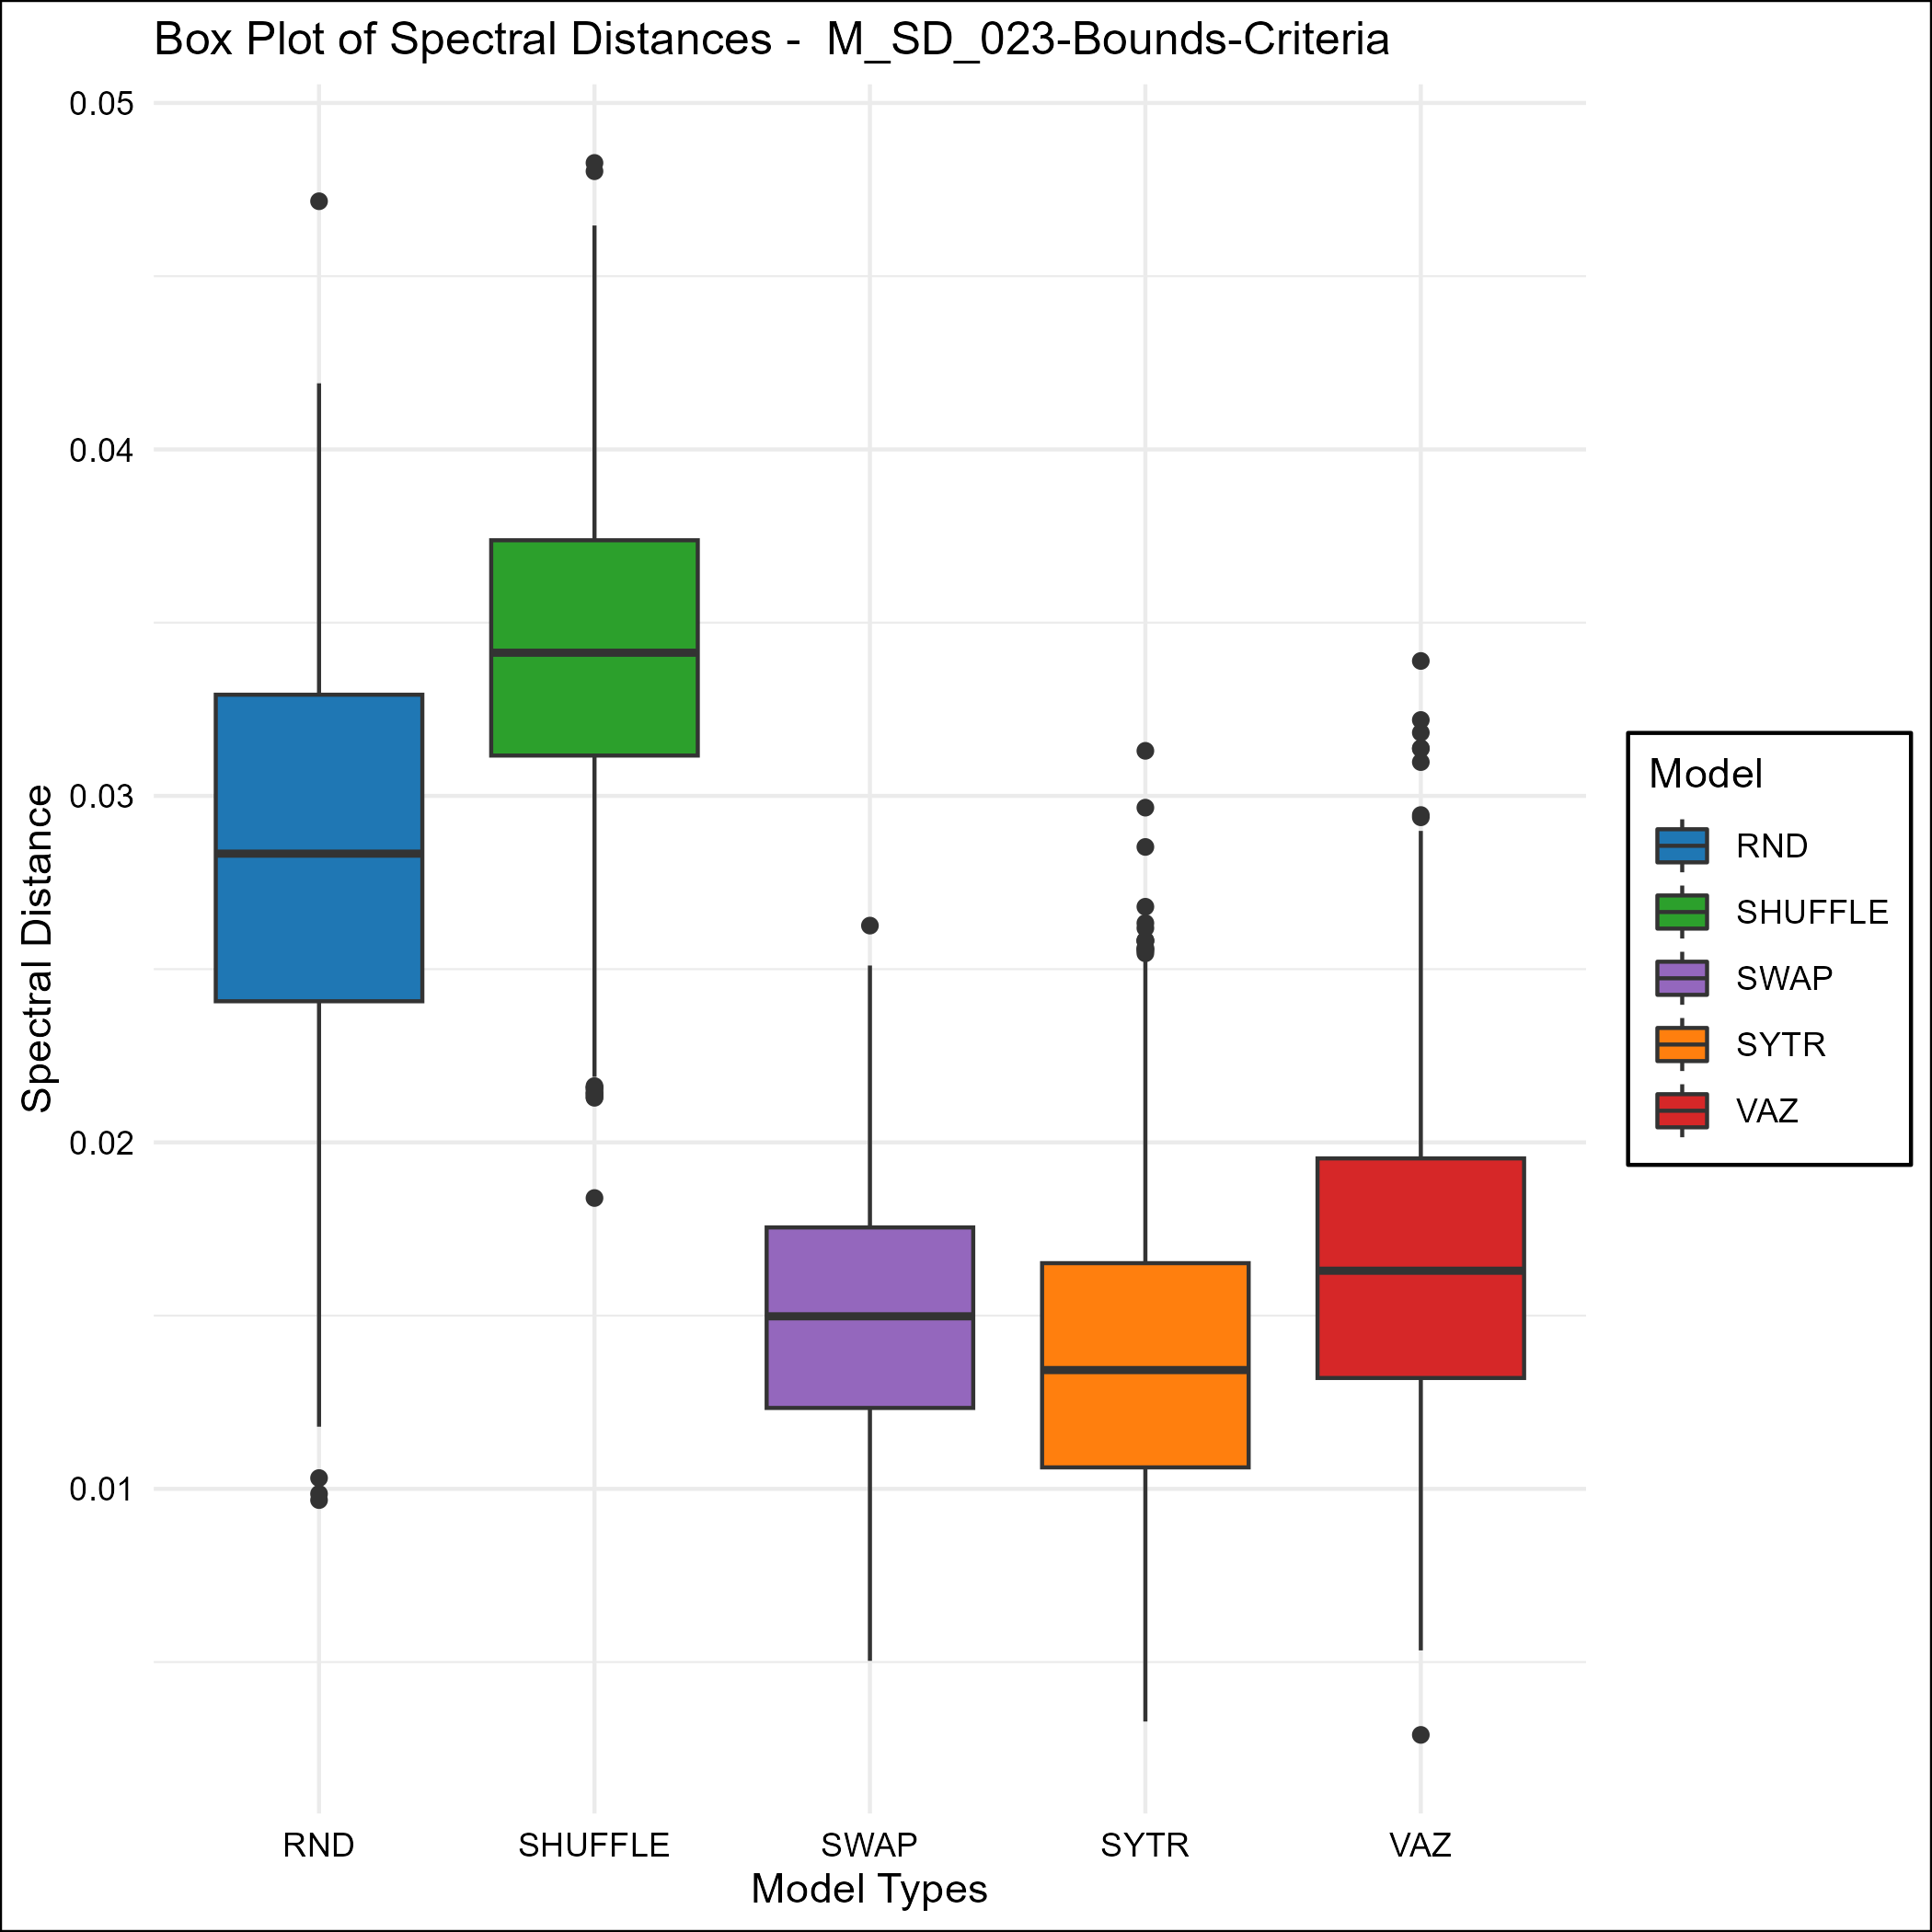 Box Plot of Spectral Distances -  M_SD_023-Bounds-Criteria
0.05
0.04
0.03
0.02
0.01
Spectral Distance
RND
SHUFFLE
SWAP
SYTR
VAZ
Model Types
Model
RND
SHUFFLE
SWAP
SYTR
VAZ